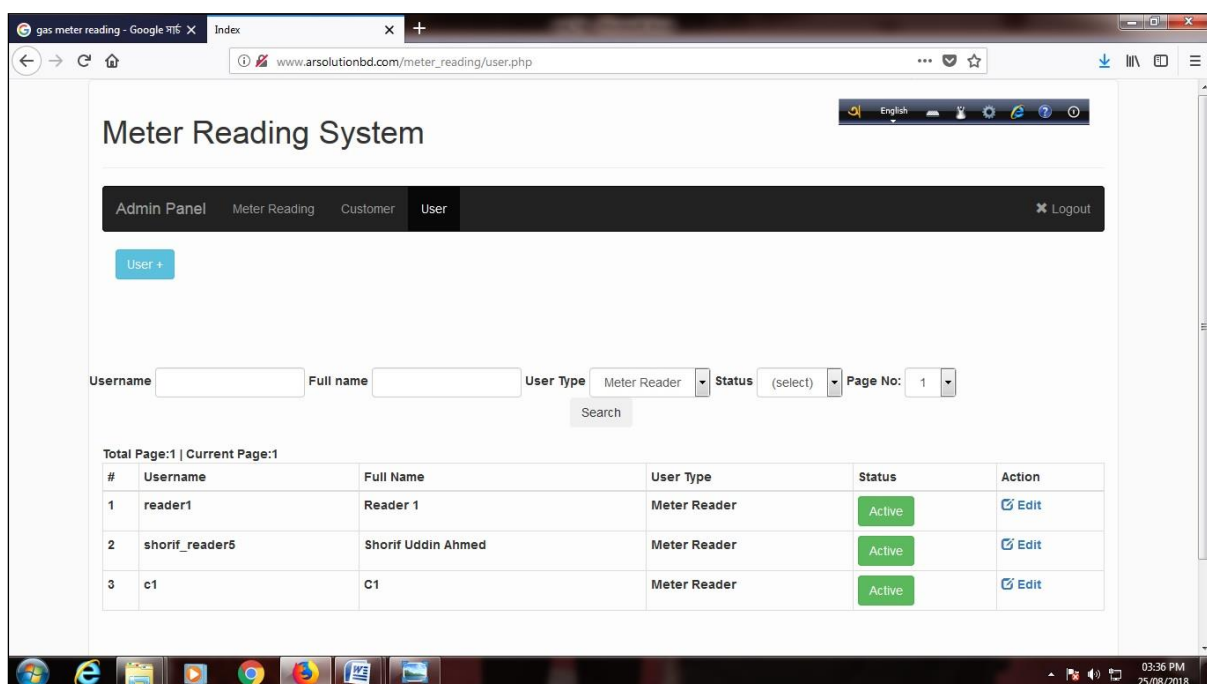 gas meter reading - Google সার্চ
Index
www.arsolutionbd.com/meter_reading/user.php
Meter Reading System
English
Admin Panel Meter Reading Customer User Logout
User +
Username Full name User Type Meter Reader Status (select) Page No: 1
Search
Total Page:1 | Current Page:1
# Username Full Name User Type Status Action
1 reader1 Reader 1 Meter Reader Active Edit
2 shorif_reader5 Shorif Uddin Ahmed Meter Reader Active Edit
3 c1 C1 Meter Reader Active Edit
03:36 PM
25/08/2018